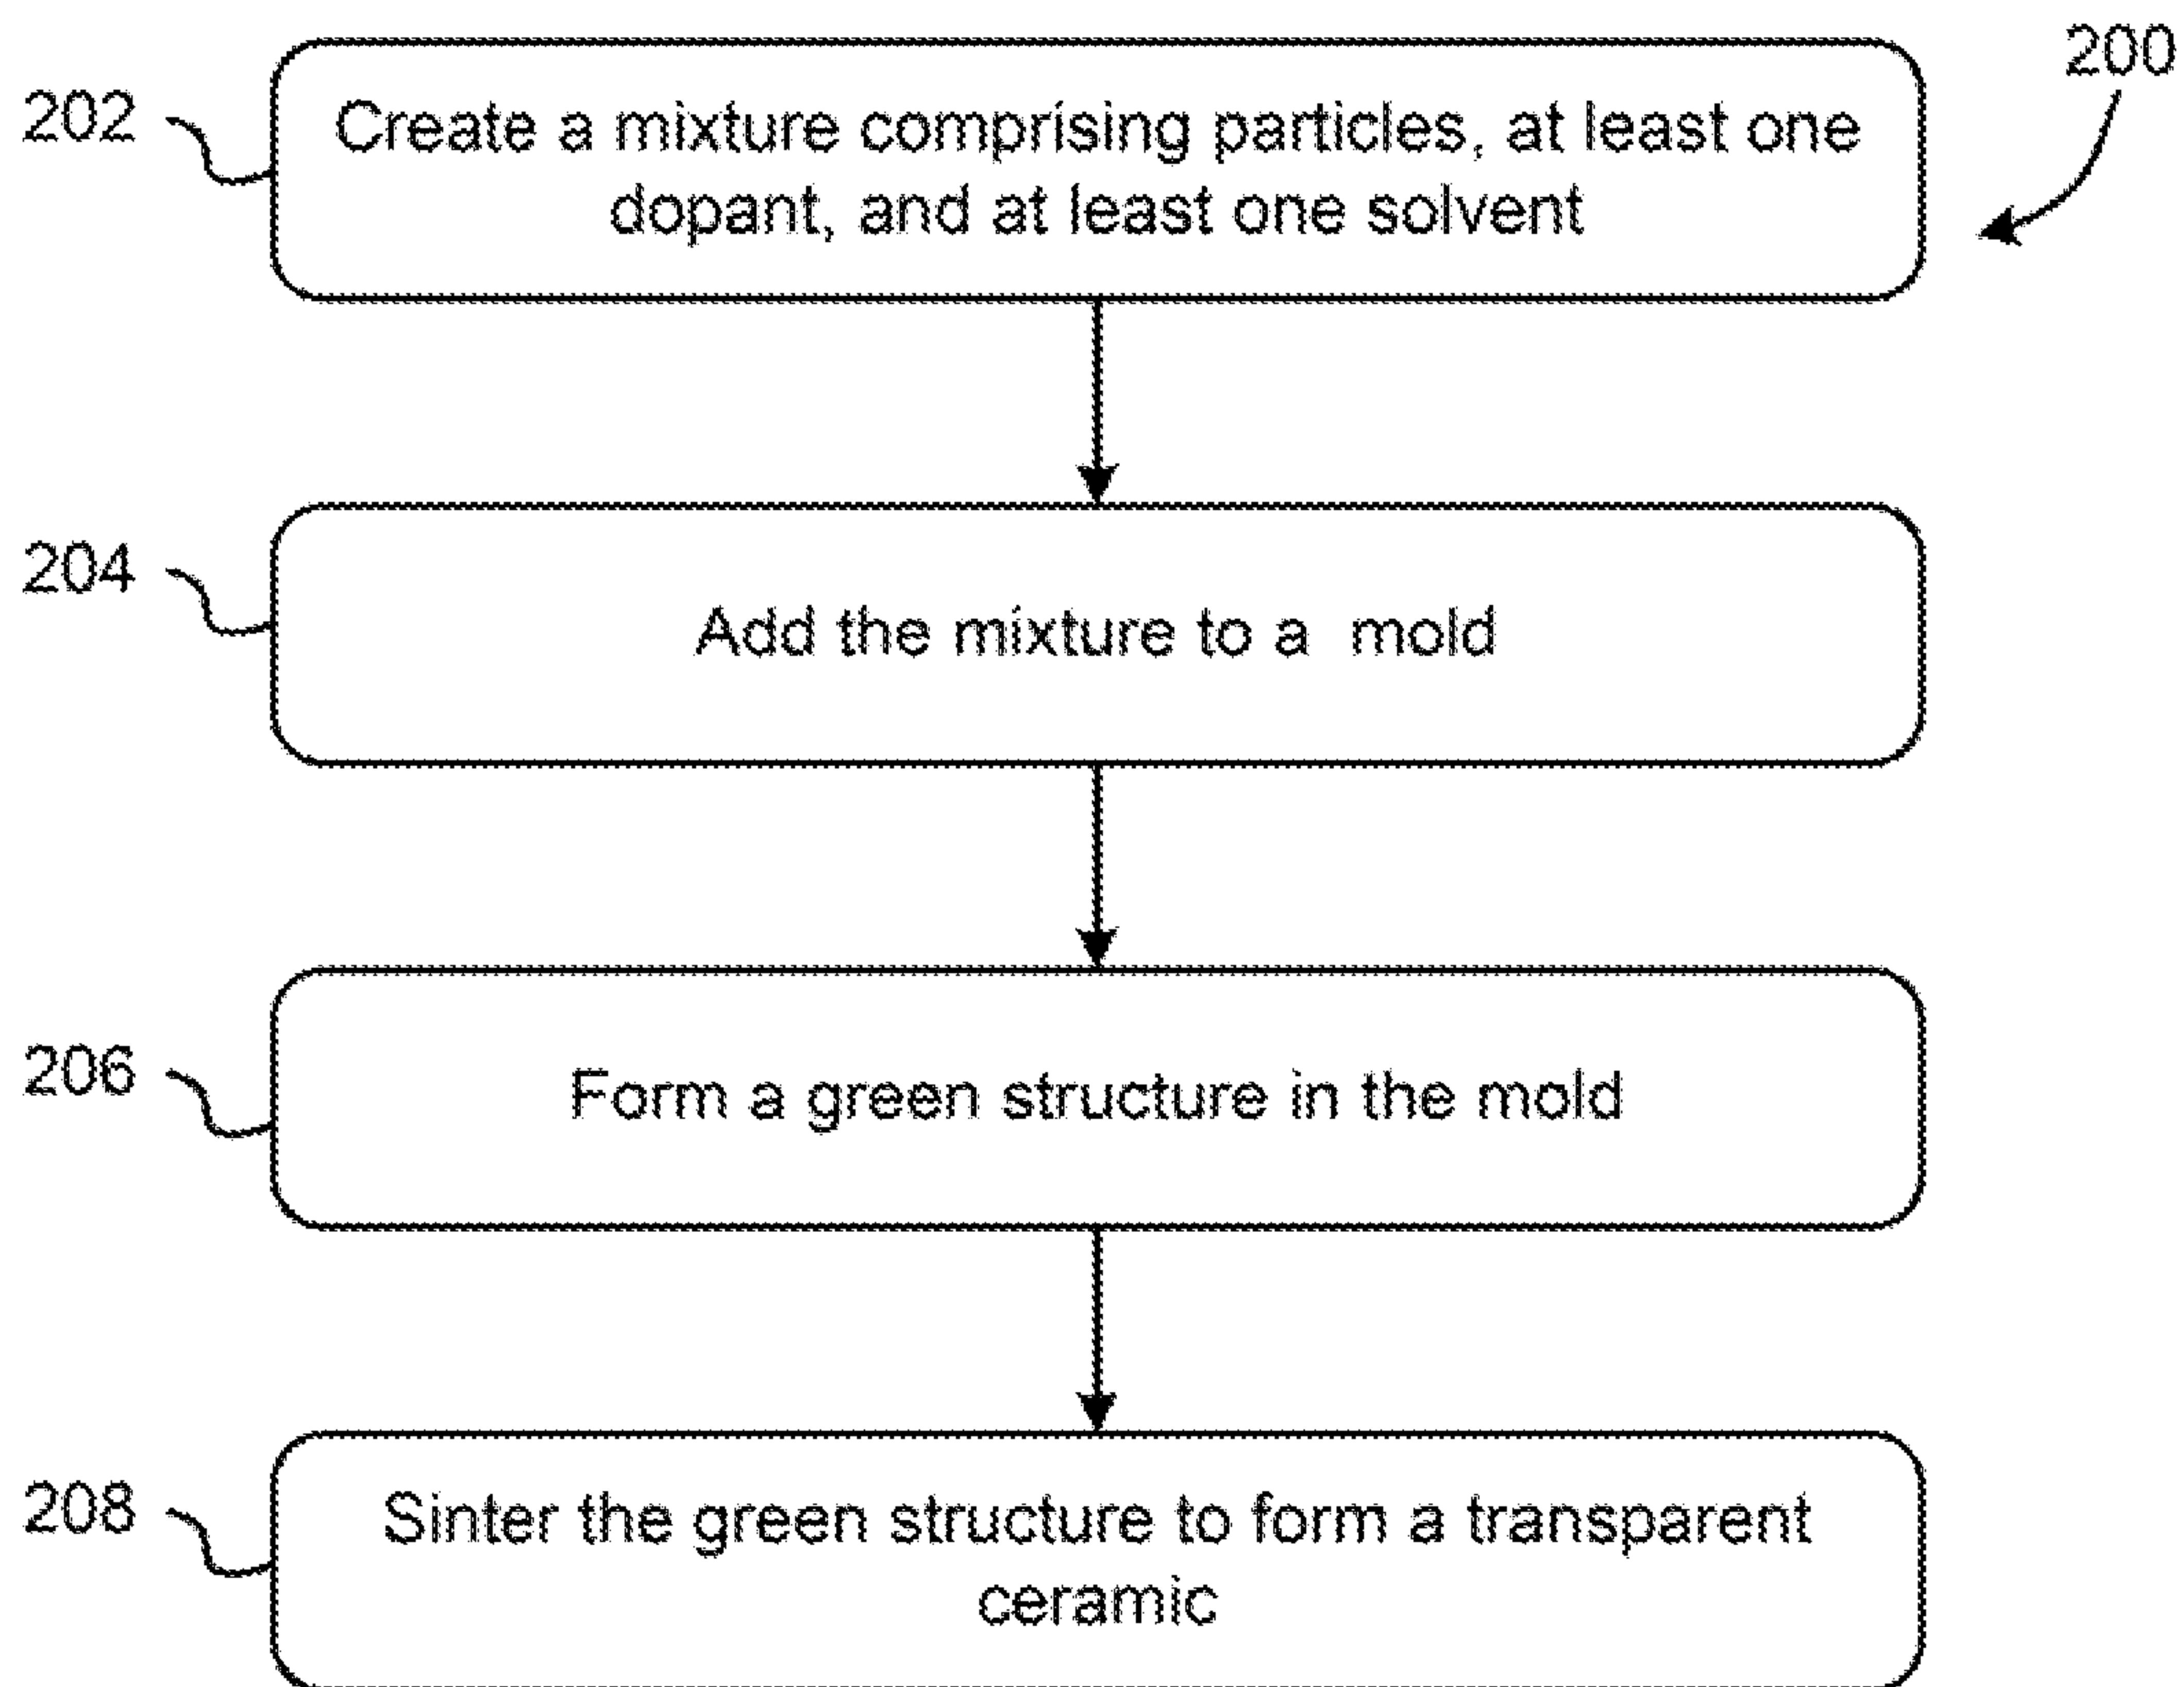 200
202
Create a mixture comprising particles, at least one
dopant, and at least one solvent
204
Add the mixture to a mold
206
Form a green structure in the mold
208
Sinter the green structure to form a transparent
ceramic